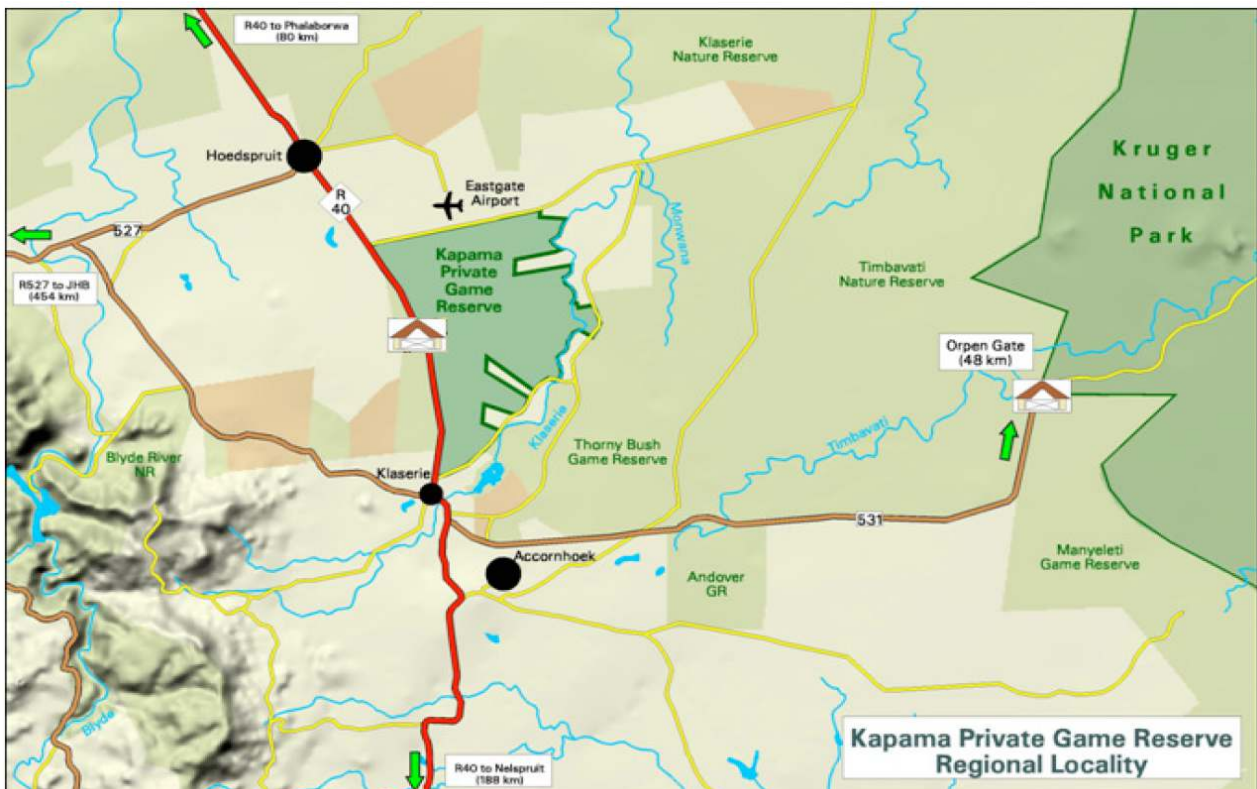 R40 to Phalaborwa
(80 km)
Klaserie
Nature Reserve
Hoedspruit
Kruger
National
Park
R
40
Eastgate
Airport
Monwana
527
Kapama
Private
Game
Reserve
R527 to JHB
(454 km)
Timbavati
Nature Reserve
Orpen Gate
(48 km)
Klaserie
Timbavati
Thorny Bush
Game Reserve
Blyde River
NR
Klaserie
531
Accornhoek
Manyeleti
Game Reserve
Andover
GR
Blyde
Kapama Private Game Reserve
Regional Locality
R40 to Nelspruit
(188 km)